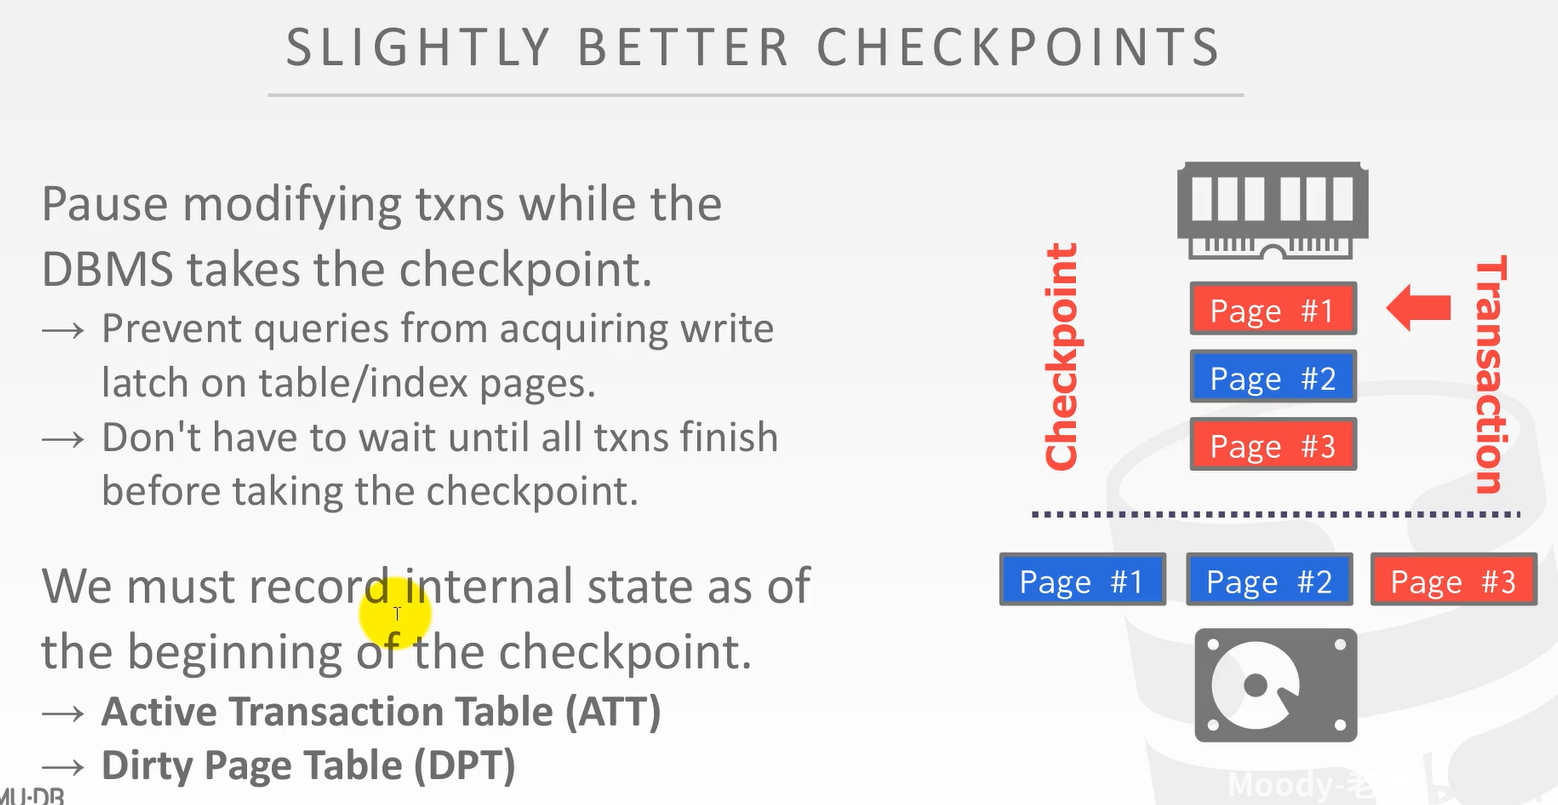 SLIGHTLY BETTER CHECKPOINTS
Pause modifying txns while the
DBMS takes the checkpoint.
→ Prevent queries from acquiring write
latch on table/index pages.
→ Don't have to wait until all txns finish
before taking the checkpoint.
We must record internal state as of
the beginning of the checkpoint.
→ Active Transaction Table (ATT)
→ Dirty Page Table (DPT)
Checkpoint
Page #1
Page #2
Page #3
Transaction
Page #1
Page #2
Page #3
MU·DB
Moody-老